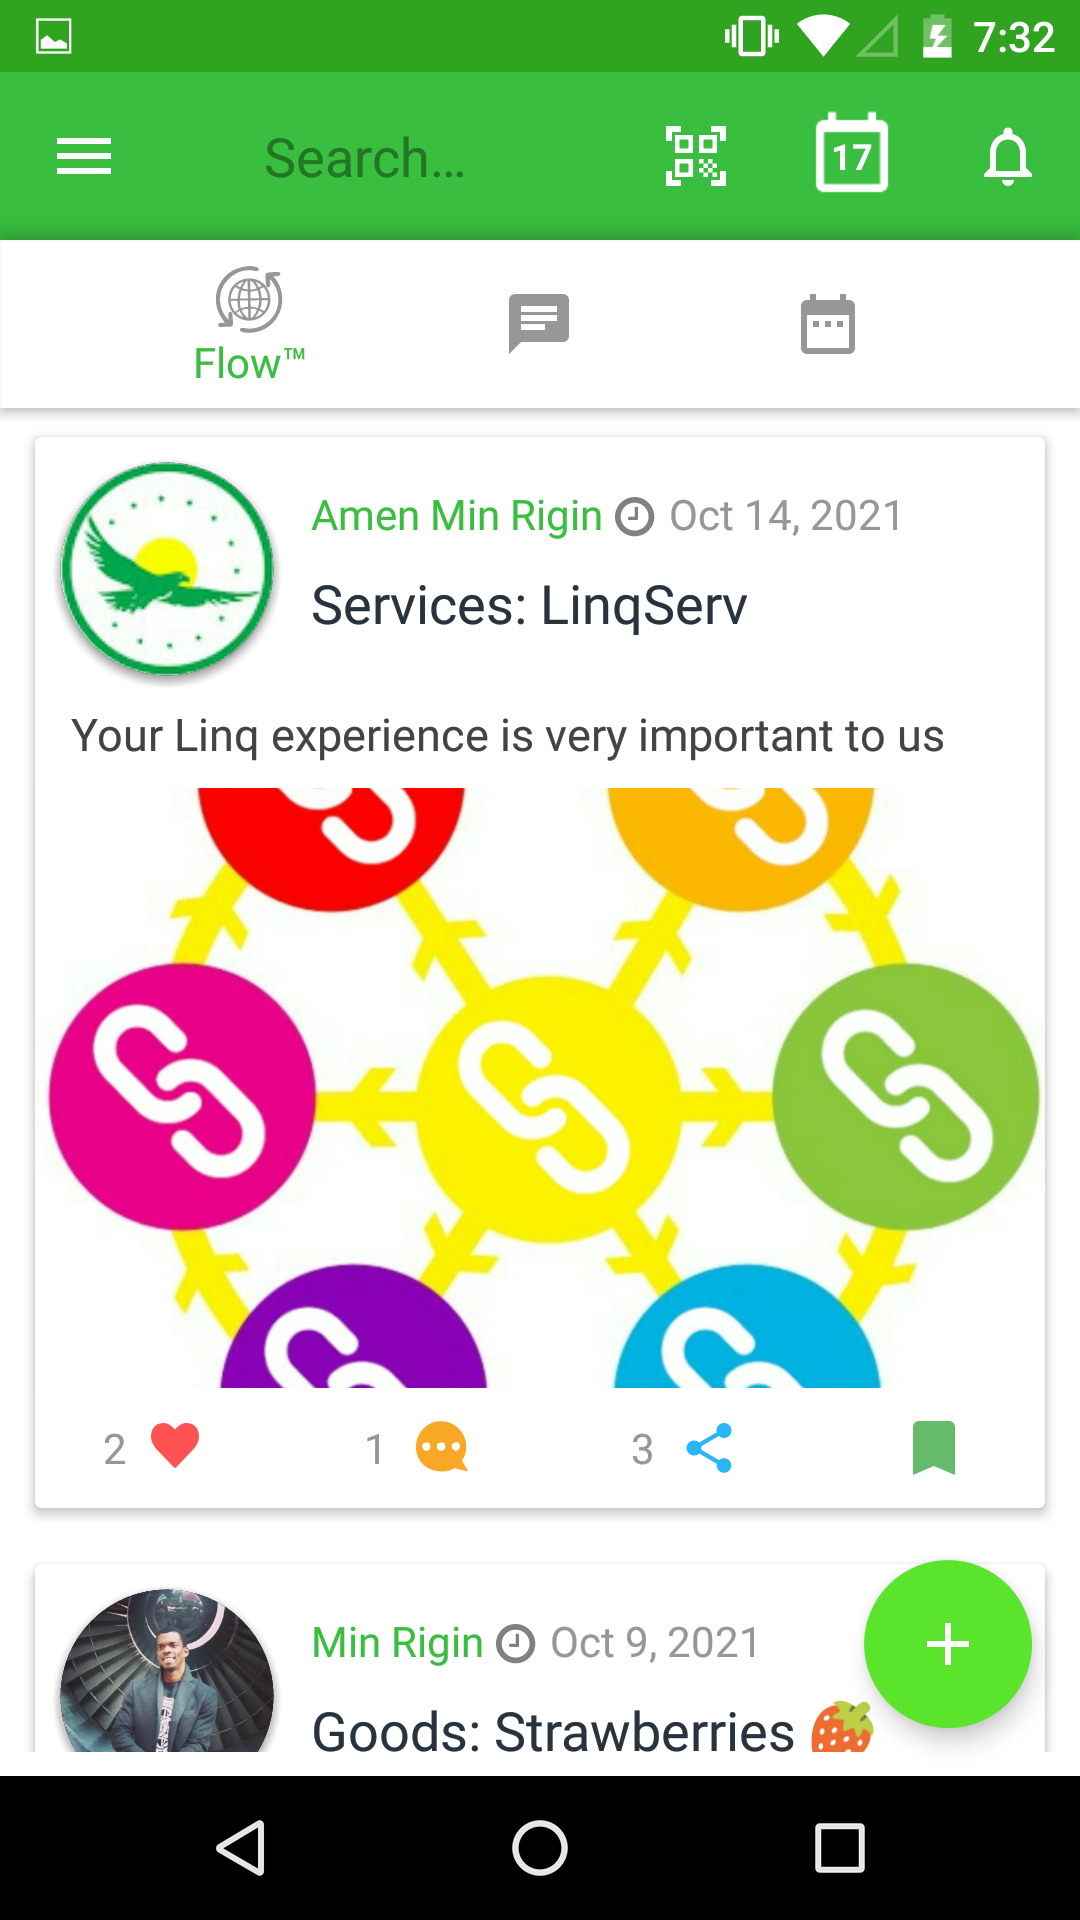 7:32
Search...
17
Flow™
Amen Min Rigin Oct 14, 2021
Services: LinqServ
Your Linq experience is very important to us
2 1 3
Min Rigin Oct 9, 2021
Goods: Strawberries 🍓